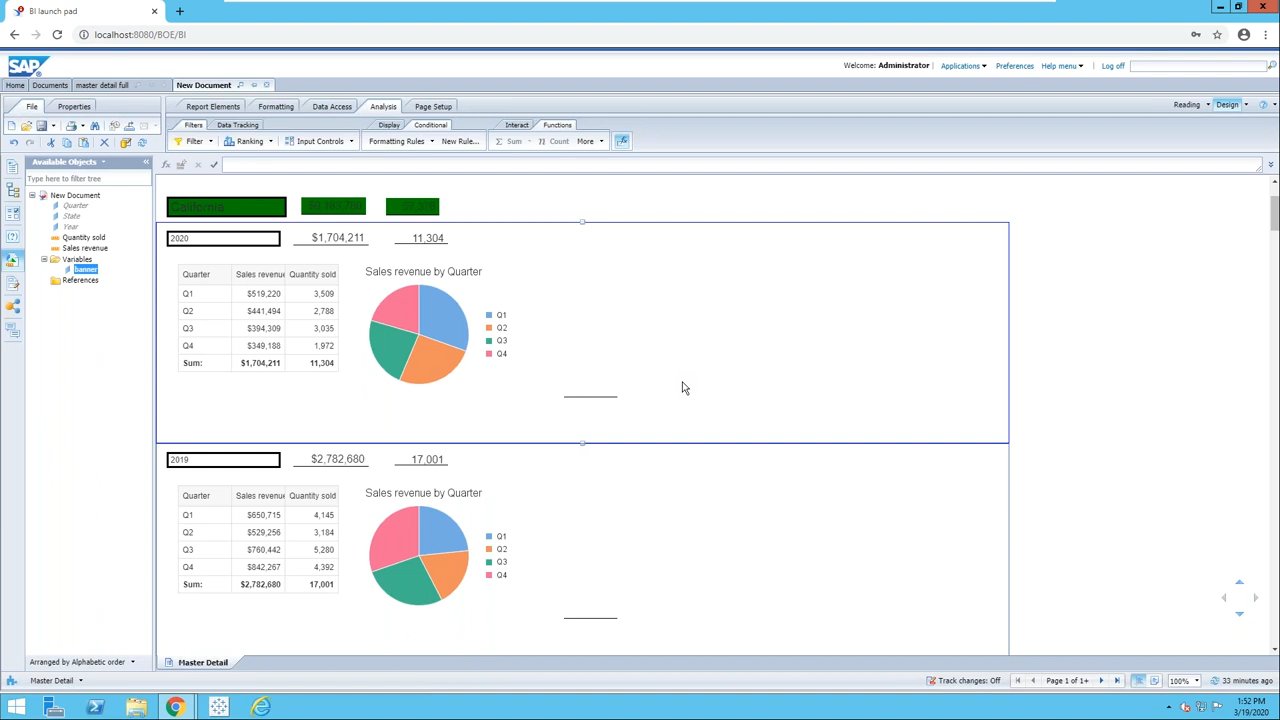 BI launch pad
localhost:8080/BOE/BI
SAP Welcome: Administrator Applications Preferences Help menu Log off
Home Documents master detail full New Document
File Properties Report Elements Formatting Data Access Analysis Page Setup Reading Design
Filters Data Tracking Display Conditional Interact Functions
Filter Ranking Input Controls Formatting Rules New Rule... Sum Count More
Available Objects
Type here to filter tree
New Document
Quarter
State
Year
Quantity sold
Sales revenue
Variables
banner
References
California
2020 $1,704,211 11,304
Sales revenue by Quarter
Quarter Sales revenue Quantity sold
Q1 $519,220 3,509
Q2 $441,494 2,788
Q3 $394,309 3,035
Q4 $349,188 1,972
Sum: $1,704,211 11,304
Q1
Q2
Q3
Q4
2019 $2,782,680 17,001
Sales revenue by Quarter
Quarter Sales revenue Quantity sold
Q1 $650,715 4,145
Q2 $529,256 3,184
Q3 $760,442 5,280
Q4 $842,267 4,392
Sum: $2,782,680 17,001
Q1
Q2
Q3
Q4
Arranged by Alphabetic order Master Detail
Master Detail Track changes: Off Page 1 of 1+ 100% 33 minutes ago
1:52 PM
3/19/2020